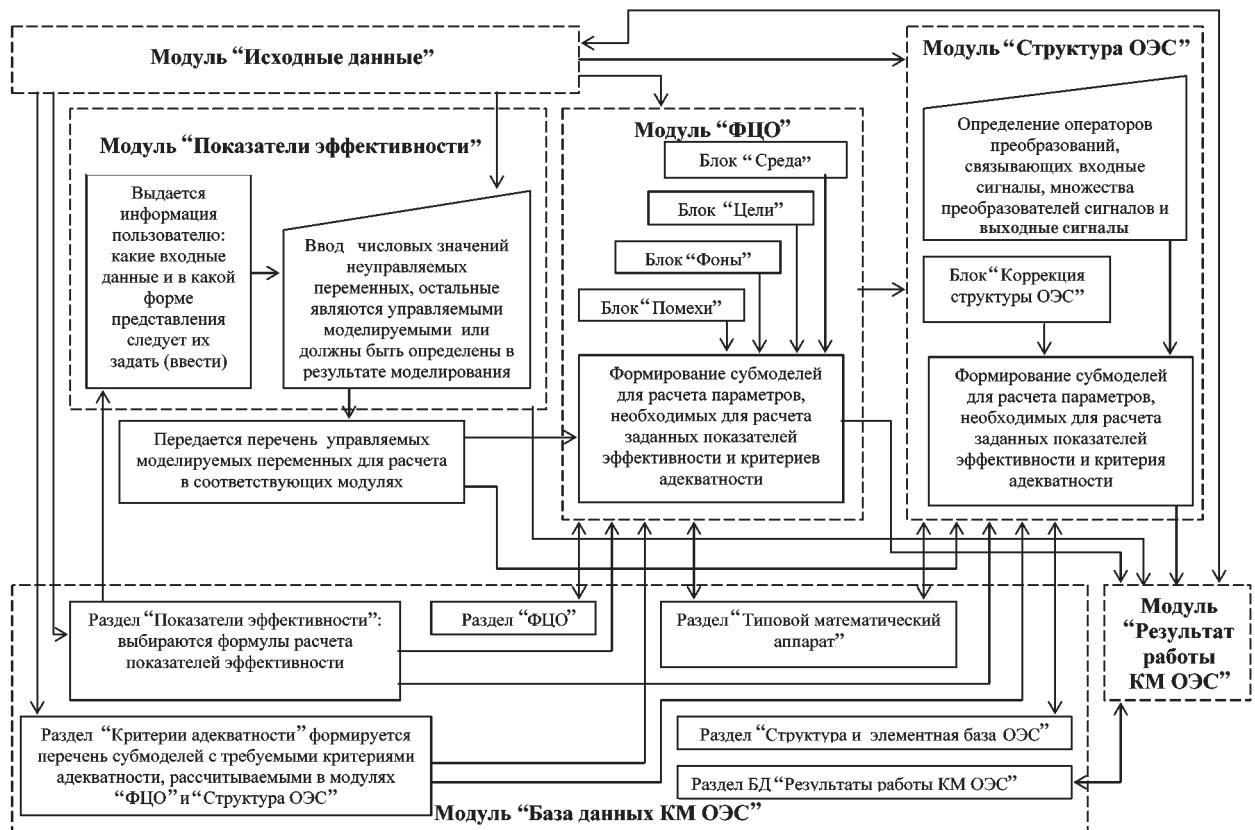 Модуль “Исходные данные”
Модуль “Структура ОЭС”
Определение операторов
преобразований,
связывающих входные
сигналы, множества
преобразователей сигналов и
выходные сигналы
Блок“Коррекция
структуры ОЭС”
Формирование субмоделей
для расчета параметров,
необходимых для расчета
заданных показателей
эффективности и критерия
адекватности
Модуль “Показатели эффективности”
Выдается
информация
пользователю:
какие входные
данные и в какой
форме
представления
следует их
задать (ввести)
Ввод числовых значений
неуправляемых
переменных, остальные
являются управляемыми
моделируемыми или
должны быть определены в
результате моделирования
Модуль “ФЦО”
Блок “Среда”
Блок “Цели”
Блок “Фоны”
Блок “Помехи”
Формирование субмоделей
для расчета параметров,
необходимых для расчета
заданных показателей
эффективности и критериев
адекватности
Передается перечень управляемых
моделируемых переменных для расчета
в соответствующих модулях
Раздел “Показатели эффективности”:
выбираются формулы расчета
показателей эффективности
Раздел “ФЦО”
Раздел “Типовой математический
аппарат”
Модуль
“Результат
работы
КМ ОЭС”
Раздел “Критерии адекватности” формируется
перечень субмоделей с требуемыми критериями
адекватности, рассчитываемыми в модулях
“ФЦО” и “Структура ОЭС”
Раздел “Структура и элементная база ОЭС”
Раздел БД “Результаты работы КМ ОЭС”
Модуль “База данных КМ ОЭС”